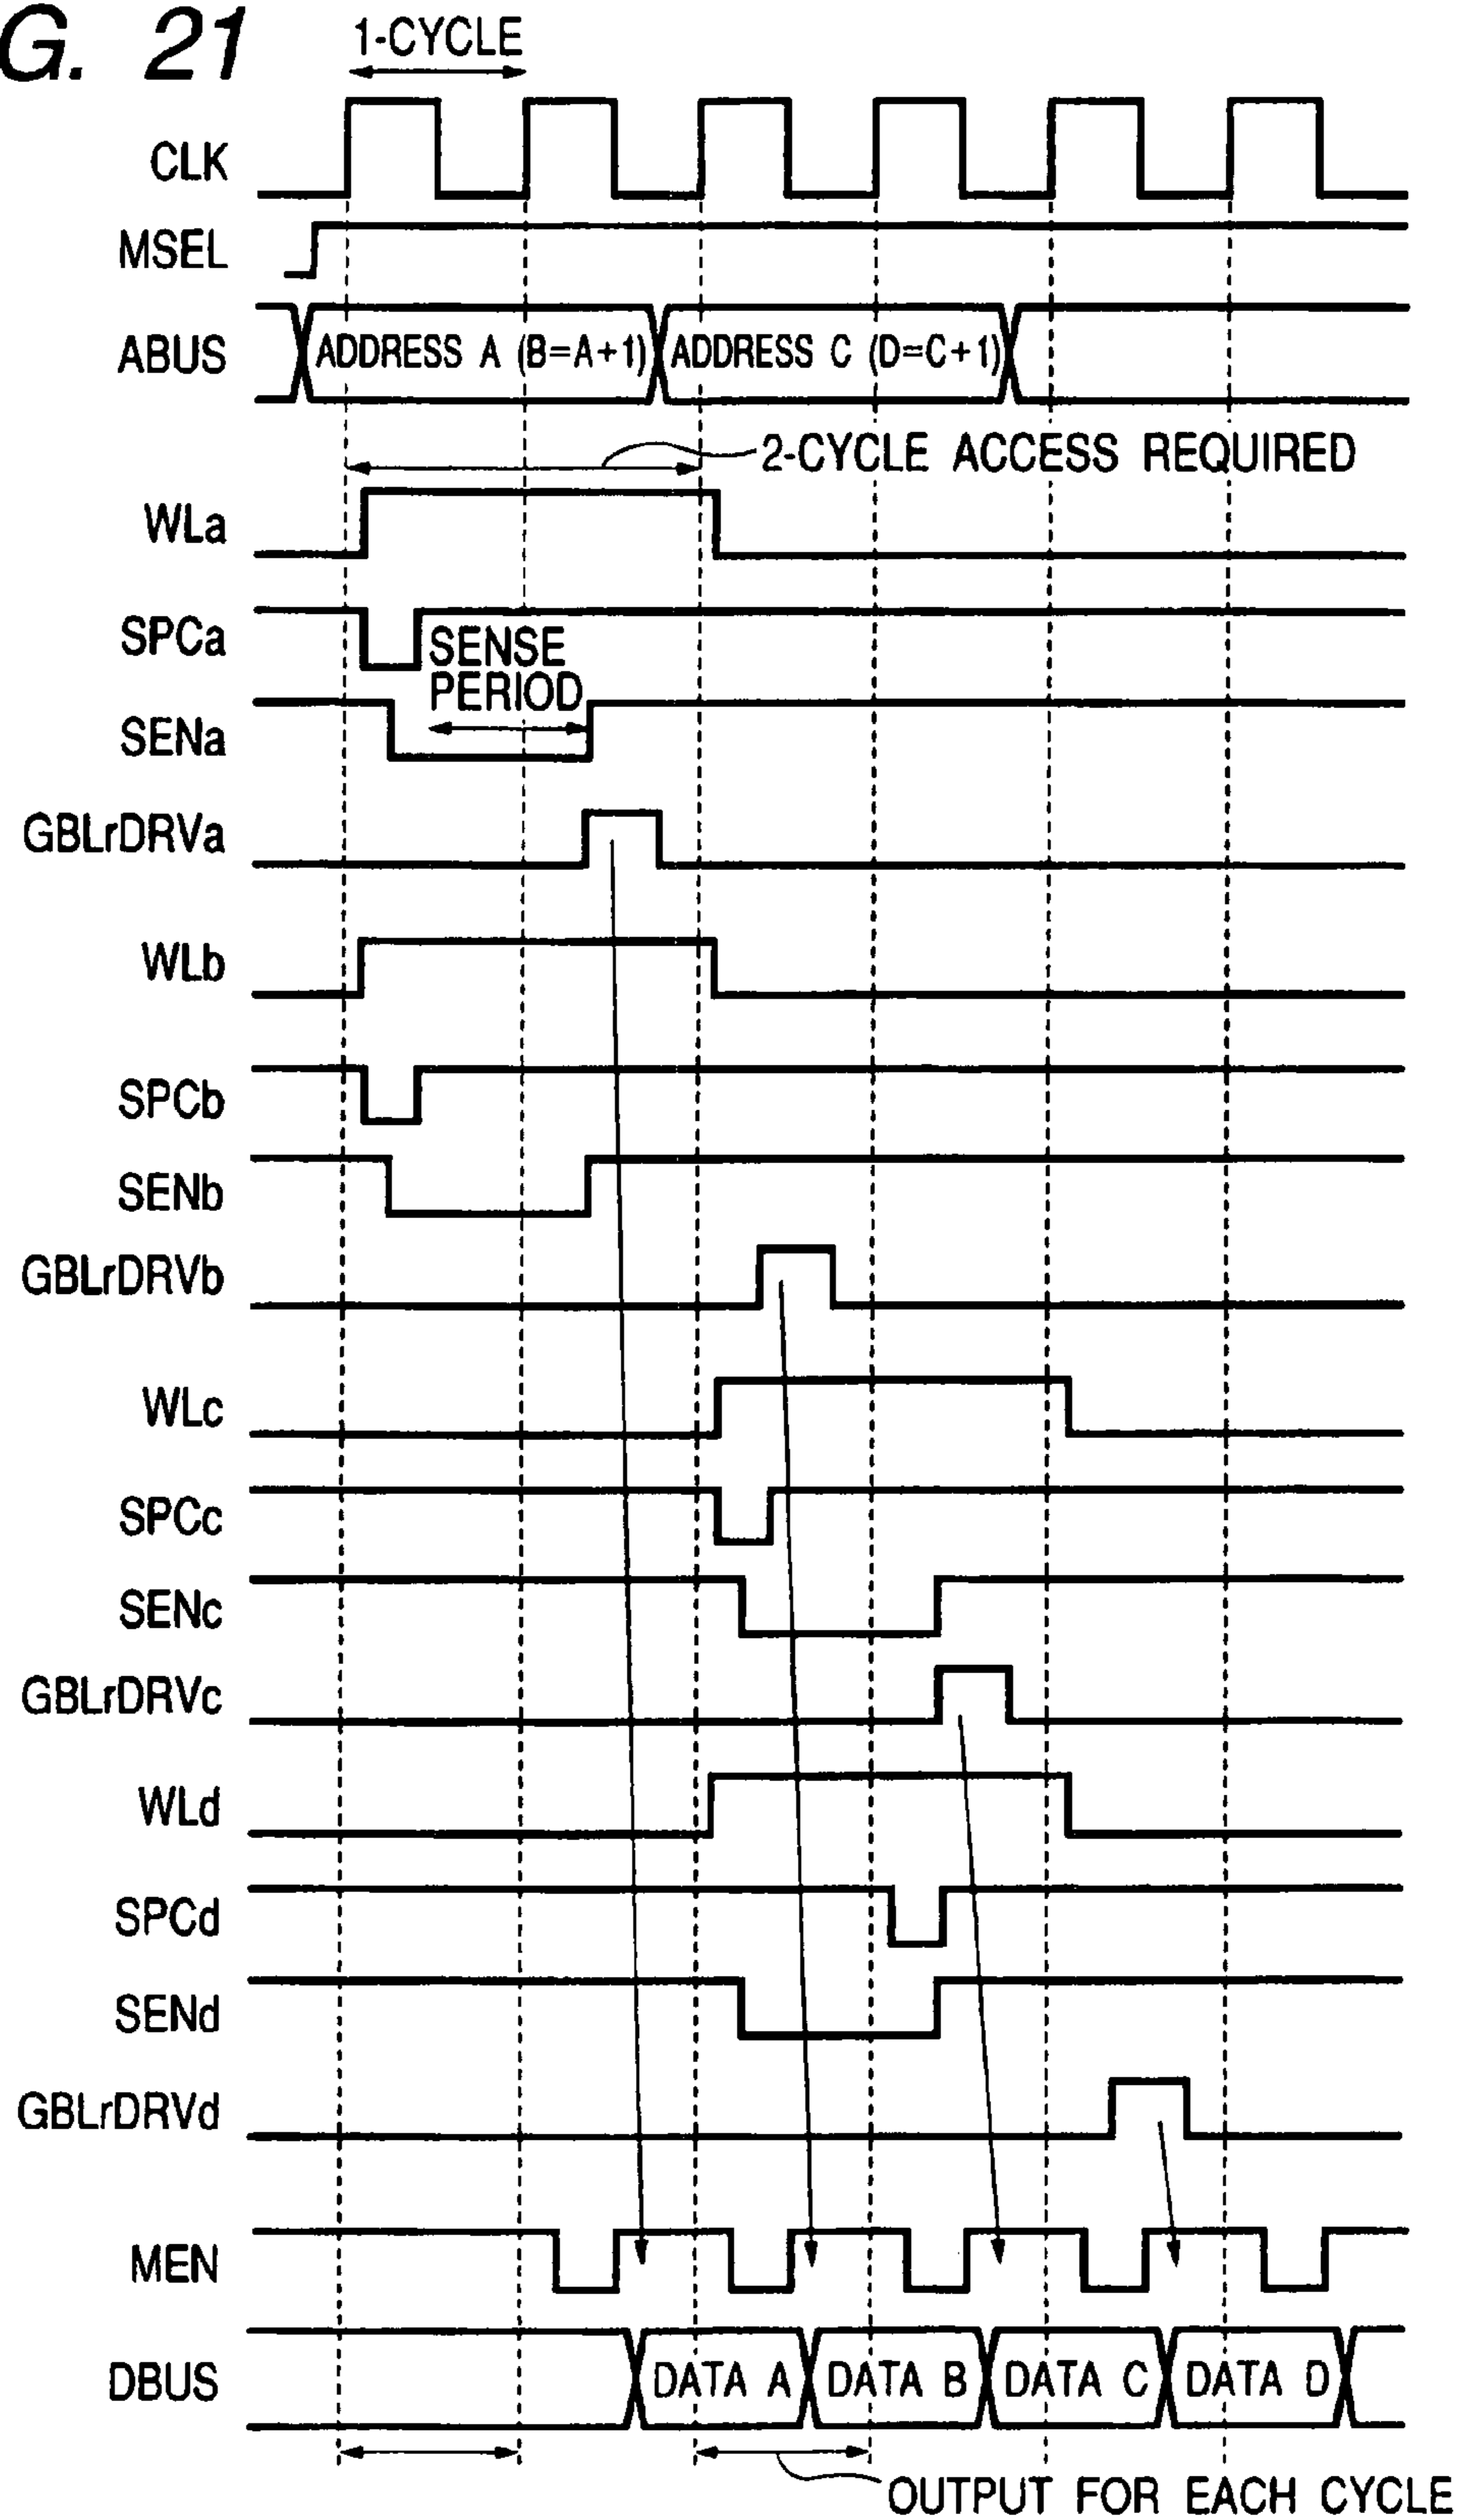 G. 21
1-CYCLE
CLK
MSEL
ABUS
ADDRESS A (B=A+1)
ADDRESS C (D=C+1)
2-CYCLE ACCESS REQUIRED
WLa
SPCa
SENSE
PERIOD
SENa
GBLrDRVa
WLb
SPCb
SENb
GBLrDRVb
WLc
SPCc
SENc
GBLrDRVc
WLd
SPCd
SENd
GBLrDRVd
MEN
DBUS
DATA A
DATA B
DATA C
DATA D
OUTPUT FOR EACH CYCLE